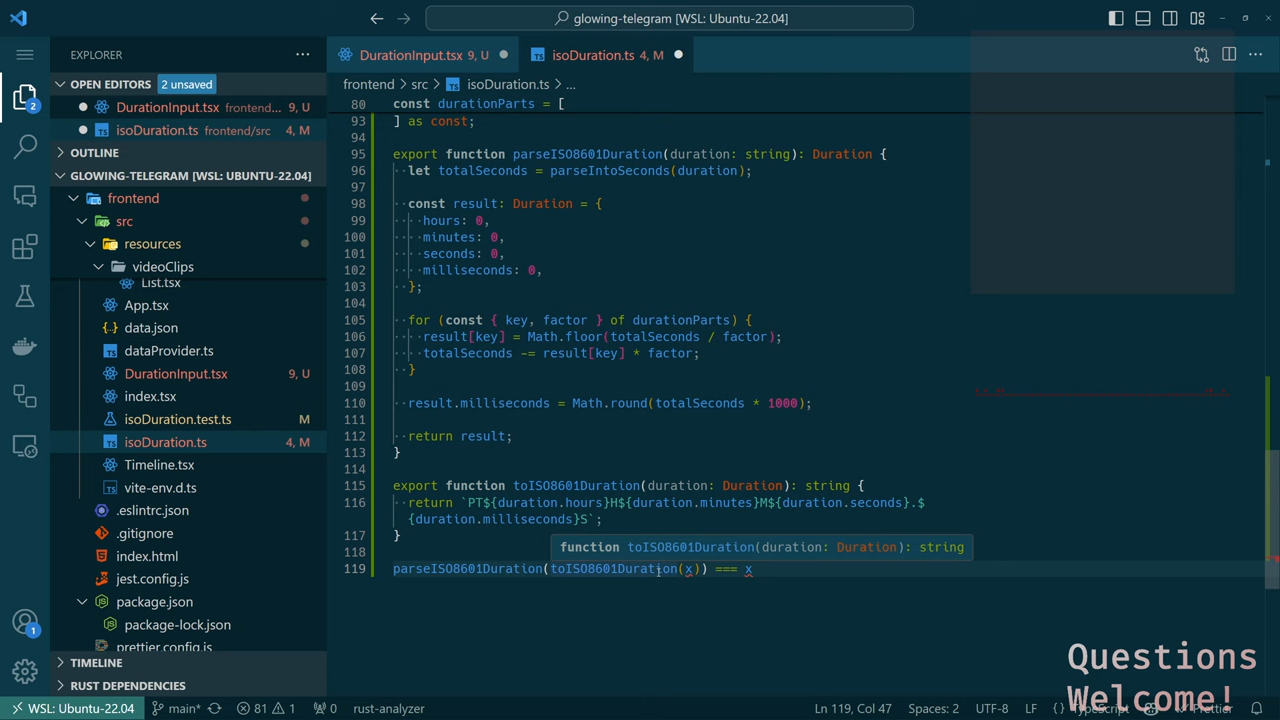 glowing-telegram [WSL: Ubuntu-22.04]
EXPLORER
OPEN EDITORS 2 unsaved
DurationInput.tsx frontend... 9, U
isoDuration.ts frontend/src 4, M
OUTLINE
GLOWING-TELEGRAM [WSL: UBUNTU-22.04]
frontend
src
resources
videoClips
List.tsx
App.tsx
data.json
dataProvider.ts
DurationInput.tsx 9, U
index.tsx
isoDuration.test.ts M
isoDuration.ts 4, M
Timeline.tsx
vite-env.d.ts
.eslintrc.json
.gitignore
index.html
jest.config.js
package.json
package-lock.json
prettier.config.js
TIMELINE
RUST DEPENDENCIES
DurationInput.tsx 9, U
isoDuration.ts 4, M
frontend > src > isoDuration.ts > ...
80 const durationParts = [
93 ] as const;
94
95 export function parseISO8601Duration(duration: string): Duration {
96 let totalSeconds = parseIntoSeconds(duration);
97
98 const result: Duration = {
99 hours: 0,
100 minutes: 0,
101 seconds: 0,
102 milliseconds: 0,
103 };
104
105 for (const { key, factor } of durationParts) {
106 result[key] = Math.floor(totalSeconds / factor);
107 totalSeconds -= result[key] * factor;
108 }
109
110 result.milliseconds = Math.round(totalSeconds * 1000);
111
112 return result;
113 }
114
115 export function toISO8601Duration(duration: Duration): string {
116 return `PT${duration.hours}H${duration.minutes}M${duration.seconds}.$
{duration.milliseconds}S`;
117 }
118
function toISO8601Duration(duration: Duration): string
119 parseISO8601Duration(toISO8601Duration(x)) === x
Questions
Welcome!
2
1
WSL: Ubuntu-22.04 main* 81 1 0 rust-analyzer
Ln 119, Col 47 Spaces: 2 UTF-8 LF { } TypeScript Prettier